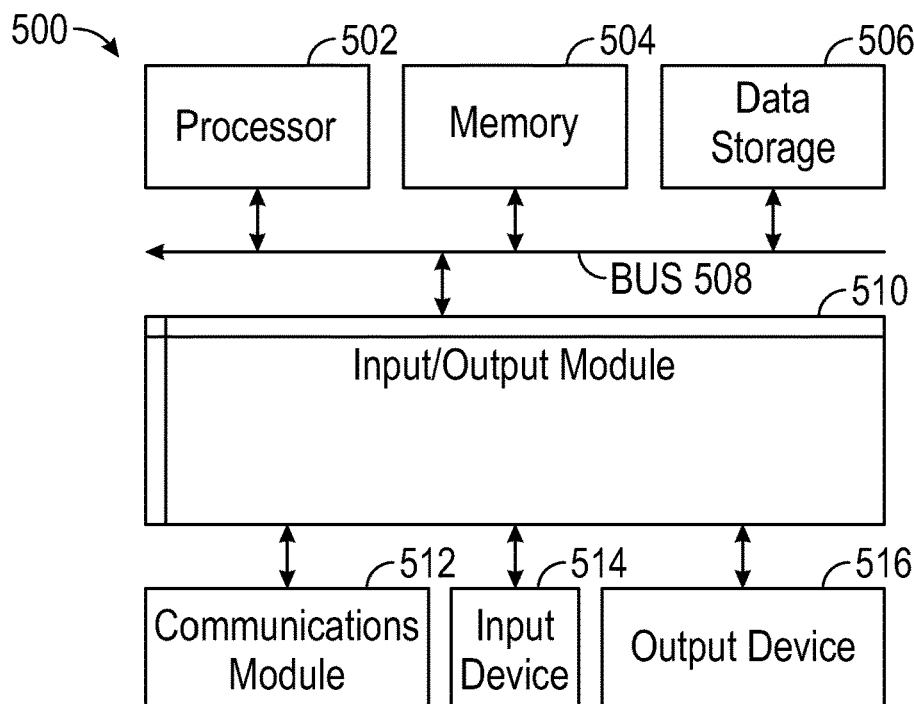 500
502
504
506
Processor
Memory
Data
Storage
BUS 508
510
Input/Output Module
512
514
516
Communications
Module
Input
Device
Output Device